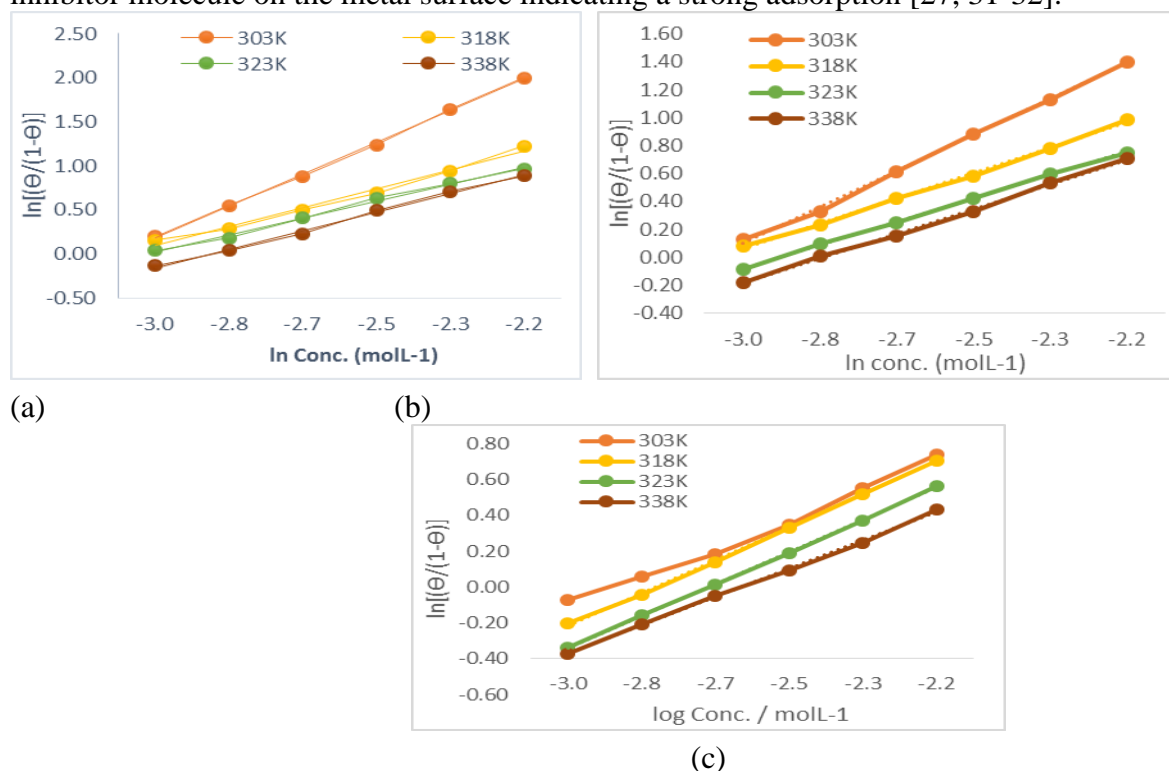 inhibitor molecule on the metal surface indicating a strong adsorption [27, 31-32].
2.50
2.00
1.50
1.00
0.50
0.00
-0.50
303K 318K
323K 338K
ln[(θ/(1-θ)]
-3.0 -2.8 -2.7 -2.5 -2.3 -2.2
ln Conc. (molL-1)
1.60
1.40
1.20
1.00
0.80
0.60
0.40
0.20
0.00
-0.20
-0.40
303K
318K
323K
338K
ln[(θ/(1-θ)]
-3.0 -2.8 -2.7 -2.5 -2.3 -2.2
ln conc. (molL-1)
(a) (b)
0.80
0.60
0.40
0.20
0.00
-0.20
-0.40
-0.60
303K
318K
323K
338K
ln[(θ/(1-θ)]
-3.0 -2.8 -2.7 -2.5 -2.3 -2.2
log Conc. / molL-1
(c)